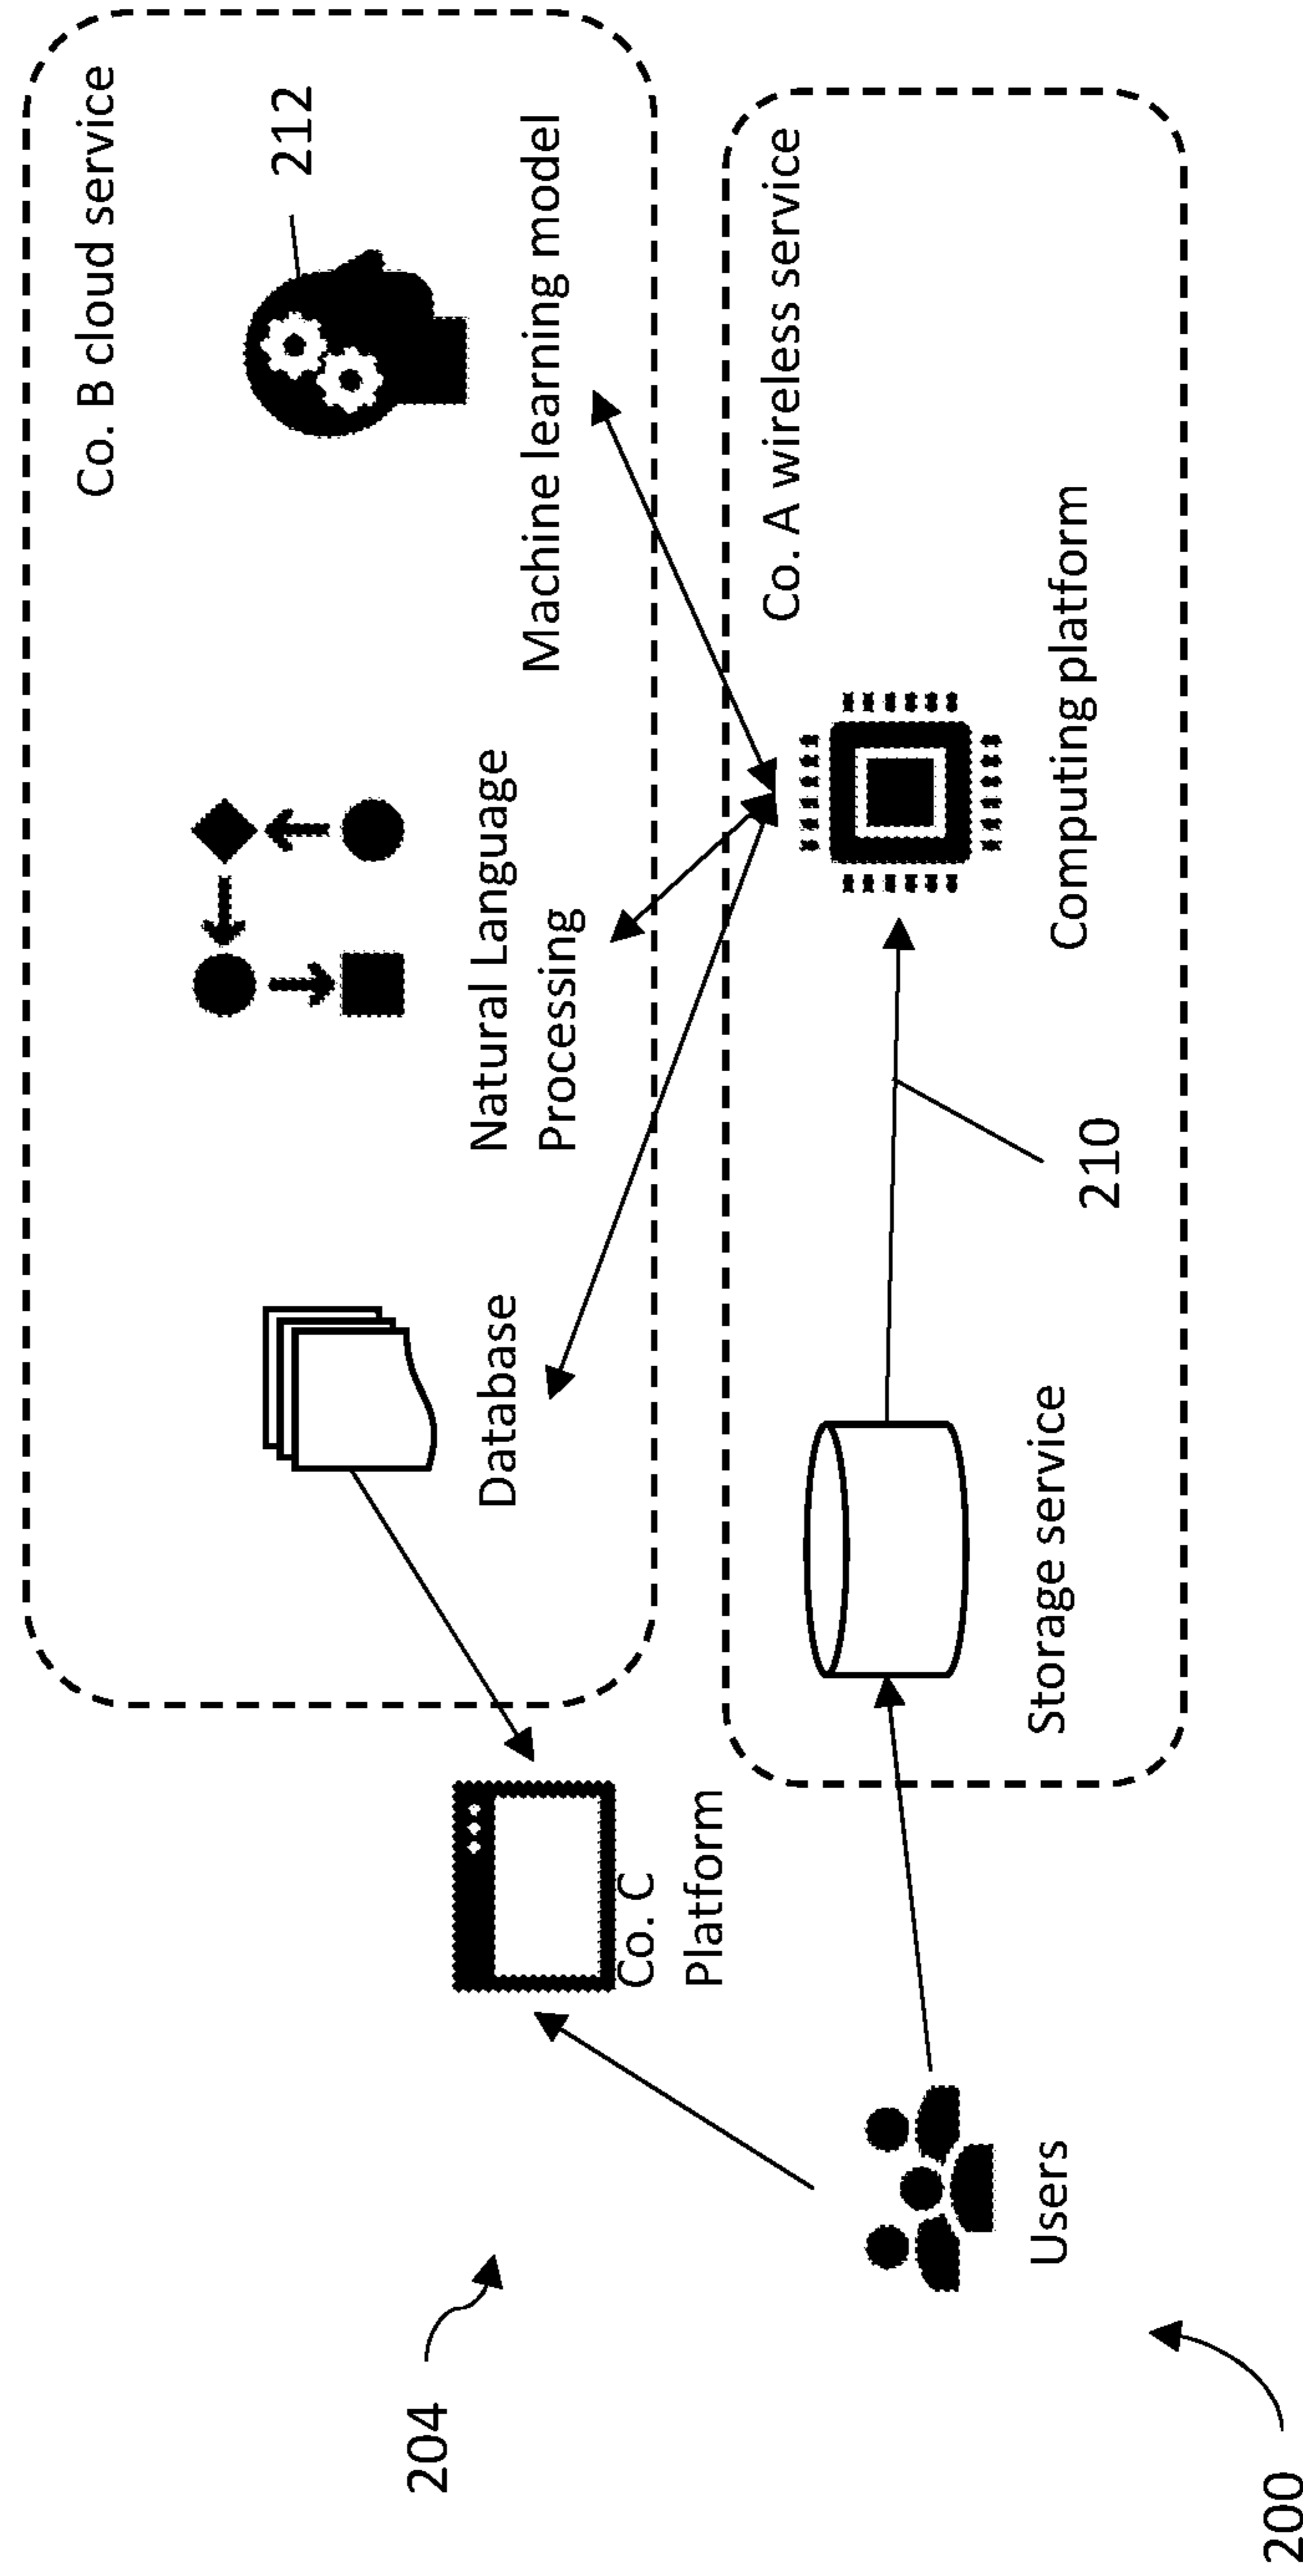 Co. B cloud service
212
Database
Natural Language
Processing
Machine learning model
204
Co. C
Platform
Co. A wireless service
Users
Storage service
210
Computing platform
200